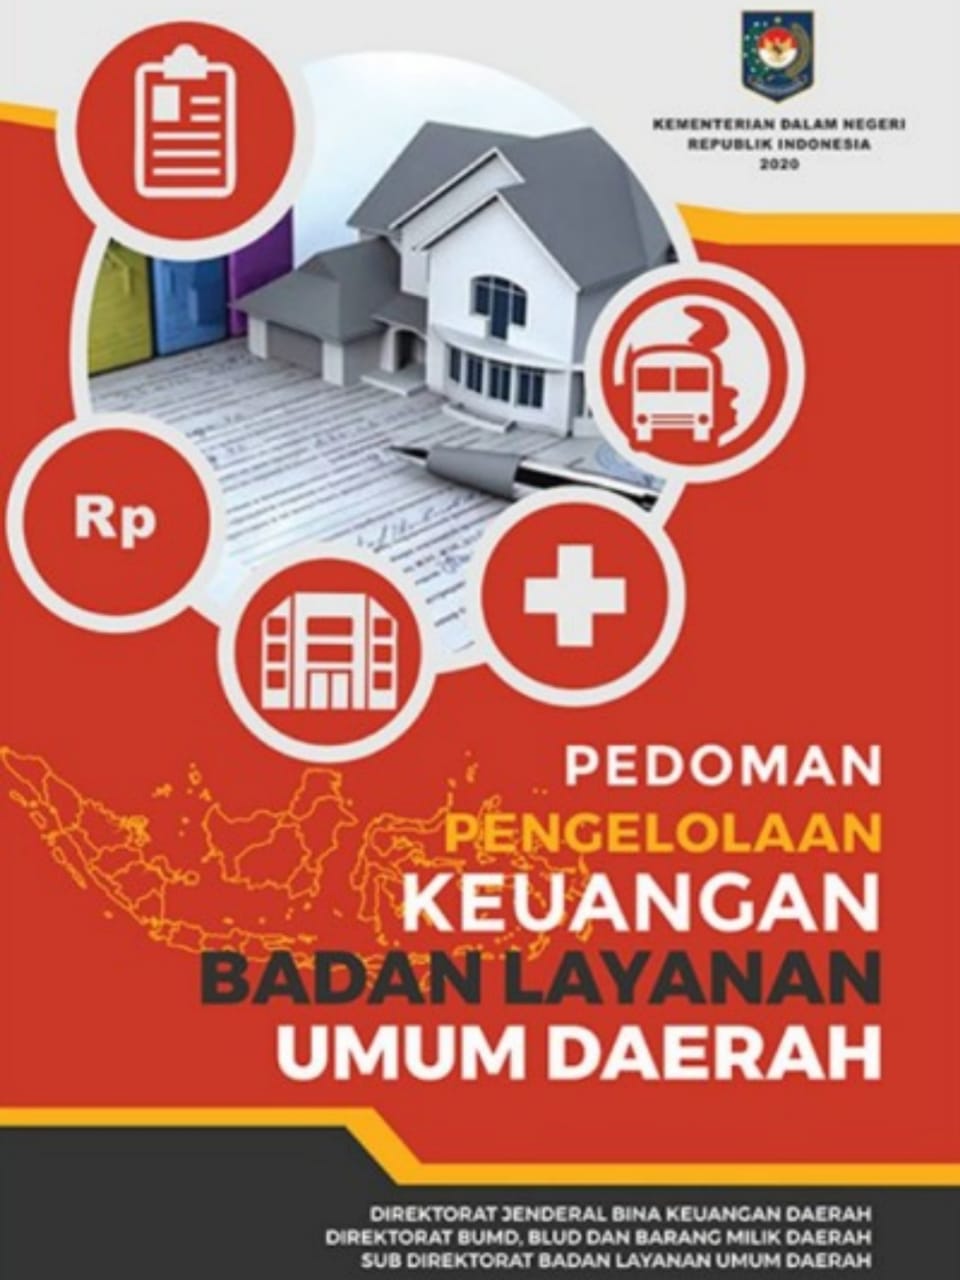 KEMENTERIAN DALAM NEGERI
REPUBLIK INDONESIA
2020
Rp
PEDOMAN
PENGELOLAAN
KEUANGAN
BADAN LAYANAN
UMUM DAERAH
DIREKTORAT JENDERAL BINA KEUANGAN DAERAH
DIREKTORAT BUMD, BLUD DAN BARANG MILIK DAERAH
SUB DIREKTORAT BADAN LAYANAN UMUM DAERAH